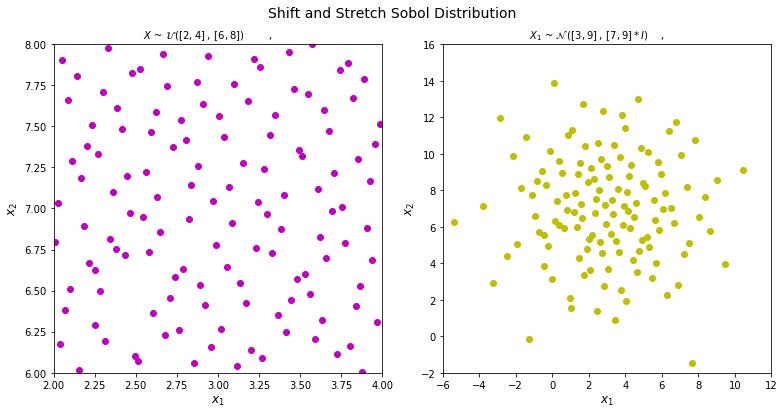 Shift and Stretch Sobol Distribution
X ~ 𝒰([2, 4] , [6, 8]) ,
X₁ ~ 𝒩([3, 9] , [7, 9] * I) ,
8.00
7.75
7.50
7.25
7.00
6.75
6.50
6.25
6.00
x₂
2.00 2.25 2.50 2.75 3.00 3.25 3.50 3.75 4.00
x₁
16
14
12
10
8
6
4
2
0
−2
x₂
−6 −4 −2 0 2 4 6 8 10 12
x₁